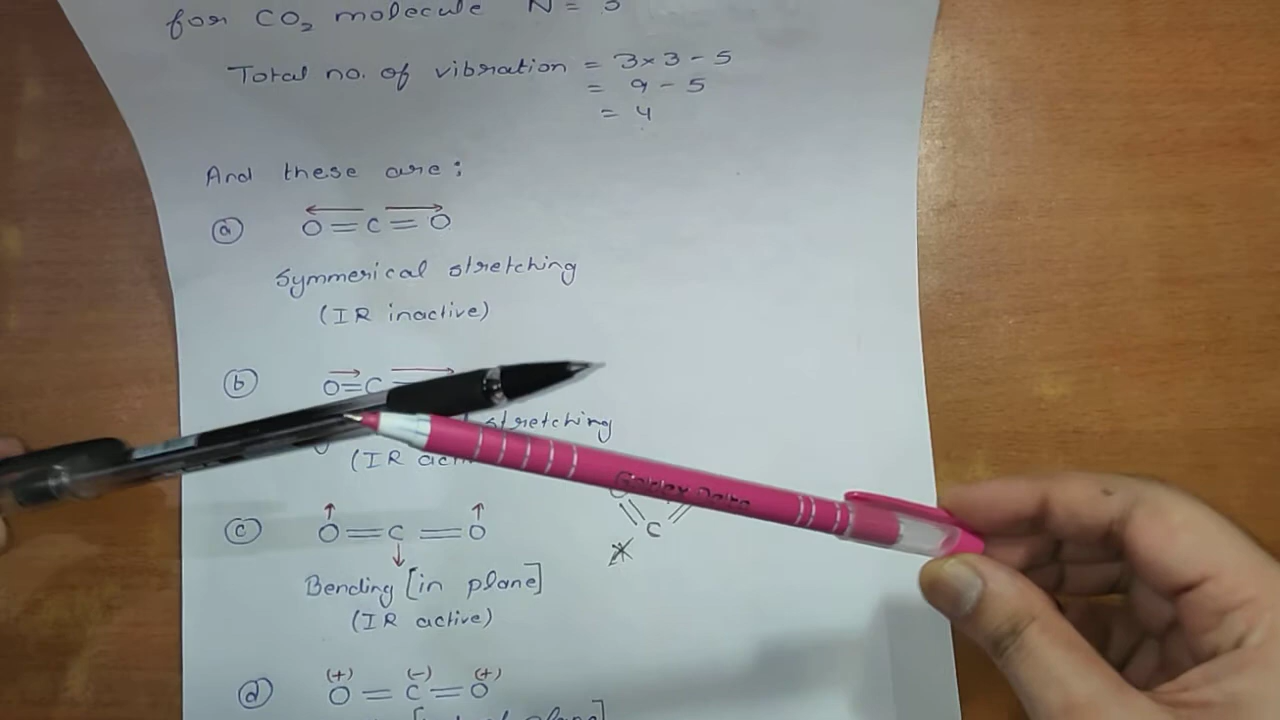 for CO₂ molecule N = 3
Total no. of vibration = 3×3 - 5
= 9 - 5
= 4
And these are:
(a) O=C=O
Symmerical stretching
(IR inactive)
(b) O=C
stretching
(IR
(c) O=C=O
C
Bending [in plane]
(IR active)
(+) (-) (+)
(d) O=C=O